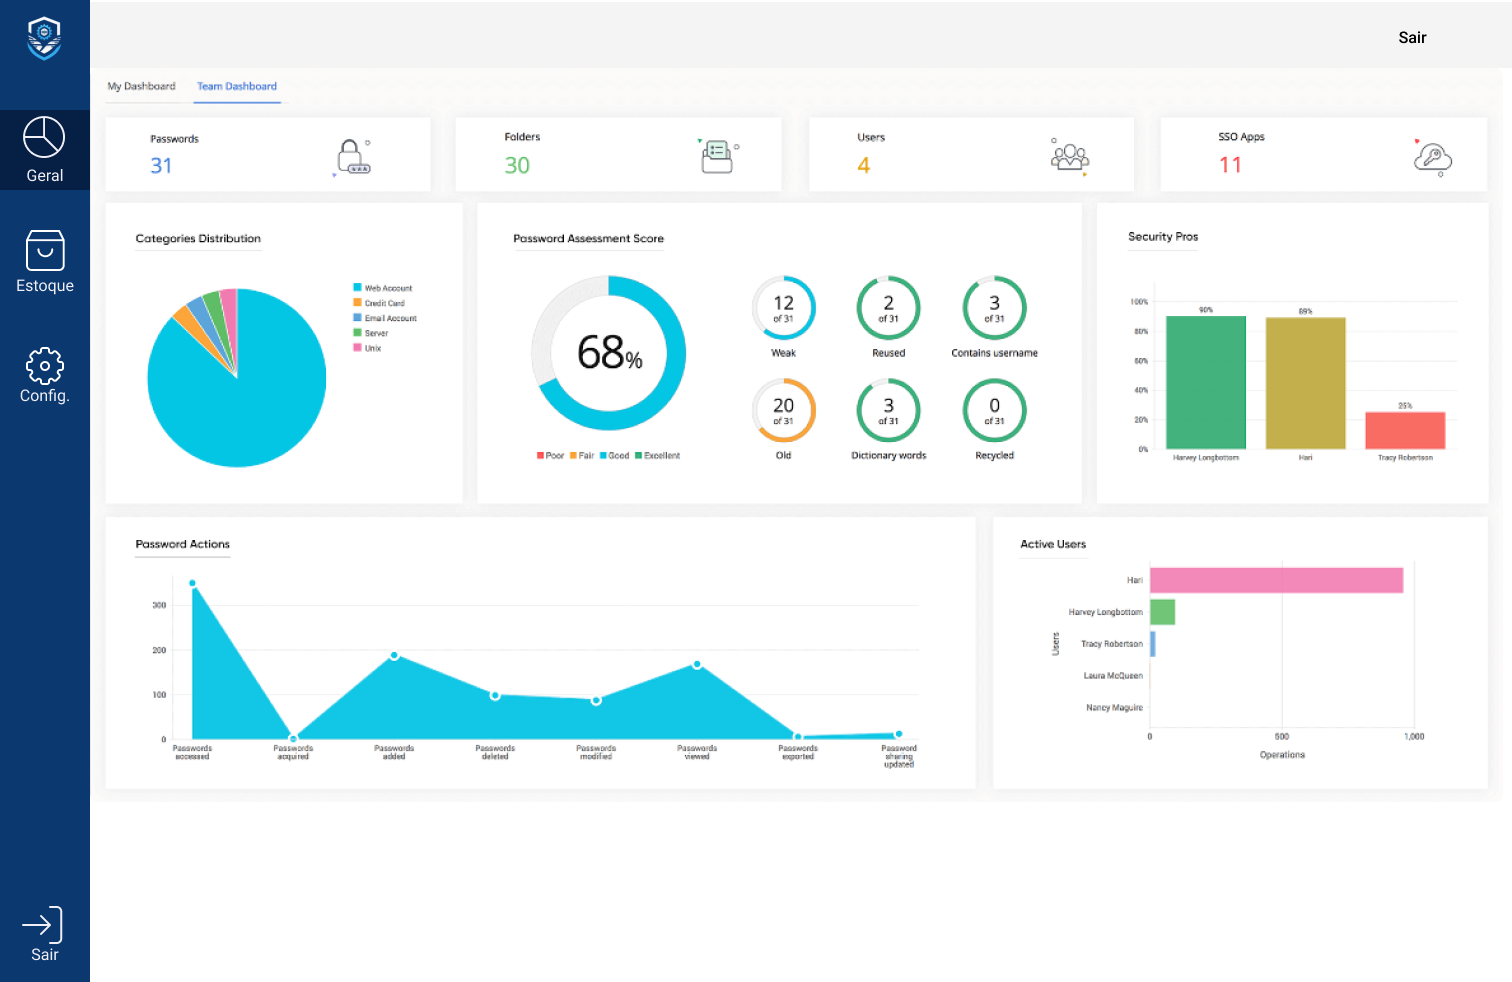 Sair
Geral
Estoque
Config.
Sair
My Dashboard
Team Dashboard
Passwords
31
Folders
30
Users
4
SSO Apps
11
Categories Distribution
Web Account
Credit Card
Email Account
Server
Unix
Password Assessment Score
68%
Poor Fair Good Excellent
12
of 31
Weak
2
of 31
Reused
3
of 31
Contains username
20
of 31
Old
3
of 31
Dictionary words
0
of 31
Recycled
Security Pros
100%
80%
60%
40%
20%
0%
90%
89%
25%
Harvey Longbottom
Hari
Tracy Robertson
Password Actions
300
200
100
0
Passwords
accessed
Passwords
acquired
Passwords
added
Passwords
deleted
Passwords
modified
Passwords
viewed
Passwords
exported
Password
sharing
updated
Active Users
Users
Hari
Harvey Longbottom
Tracy Robertson
Laura McQueen
Nancy Maguire
0
500
1,000
Operations